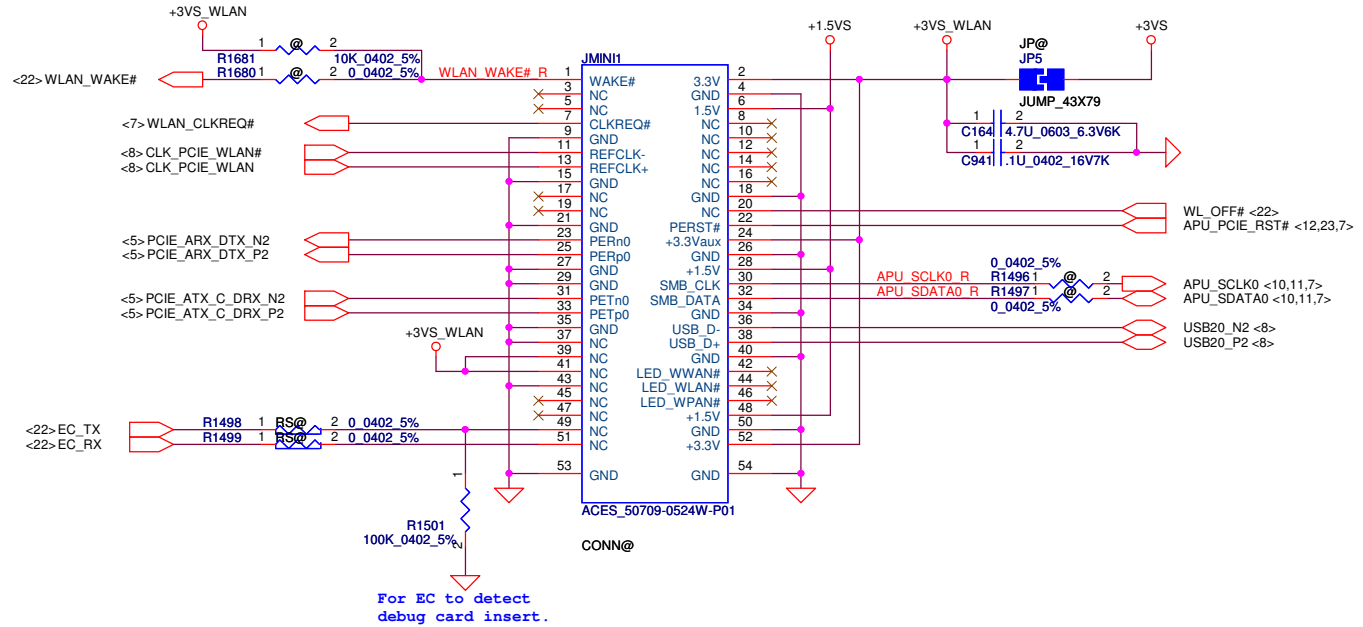 +3VS_WLAN
1 @ 2
R1681 10K_0402_5%
R1680 1 @ 2 0_0402_5%
<22> WLAN_WAKE#
WLAN_WAKE#_R
<7> WLAN_CLKREQ#
<8> CLK_PCIE_WLAN#
<8> CLK_PCIE_WLAN
<5> PCIE_ARX_DTX_N2
<5> PCIE_ARX_DTX_P2
<5> PCIE_ATX_C_DRX_N2
<5> PCIE_ATX_C_DRX_P2
+3VS_WLAN
<22> EC_TX
R1498 1 RS@ 2 0_0402_5%
<22> EC_RX
R1499 1 RS@ 2 0_0402_5%
1
R1501
100K_0402_5%
2
For EC to detect
debug card insert.
JMINI1
1 WAKE# 3.3V 2
3 NC GND 4
5 NC 1.5V 6
7 CLKREQ# NC 8
9 GND NC 10
11 REFCLK- NC 12
13 REFCLK+ NC 14
15 GND NC 16
17 NC GND 18
19 NC NC 20
21 GND PERST# 22
23 PERn0 +3.3Vaux 24
25 PERp0 GND 26
27 GND +1.5V 28
29 GND SMB_CLK 30
31 PETn0 SMB_DATA 32
33 PETp0 GND 34
35 GND USB_D- 36
37 NC USB_D+ 38
39 NC GND 40
41 NC LED_WWAN# 42
43 NC LED_WLAN# 44
45 NC LED_WPAN# 46
47 NC +1.5V 48
49 NC GND 50
51 NC +3.3V 52
53 GND GND 54
ACES_50709-0524W-P01
CONN@
+1.5VS
+3VS_WLAN
+3VS
JP@
JP5
JUMP_43X79
1 2
C164 4.7U_0603_6.3V6K
1 2
C941 .1U_0402_16V7K
WL_OFF# <22>
APU_PCIE_RST# <12,23,7>
0_0402_5%
APU_SCLK0_R R1496 1 @ 2 APU_SCLK0 <10,11,7>
APU_SDATA0_R R1497 1 @ 2 APU_SDATA0 <10,11,7>
0_0402_5%
USB20_N2 <8>
USB20_P2 <8>